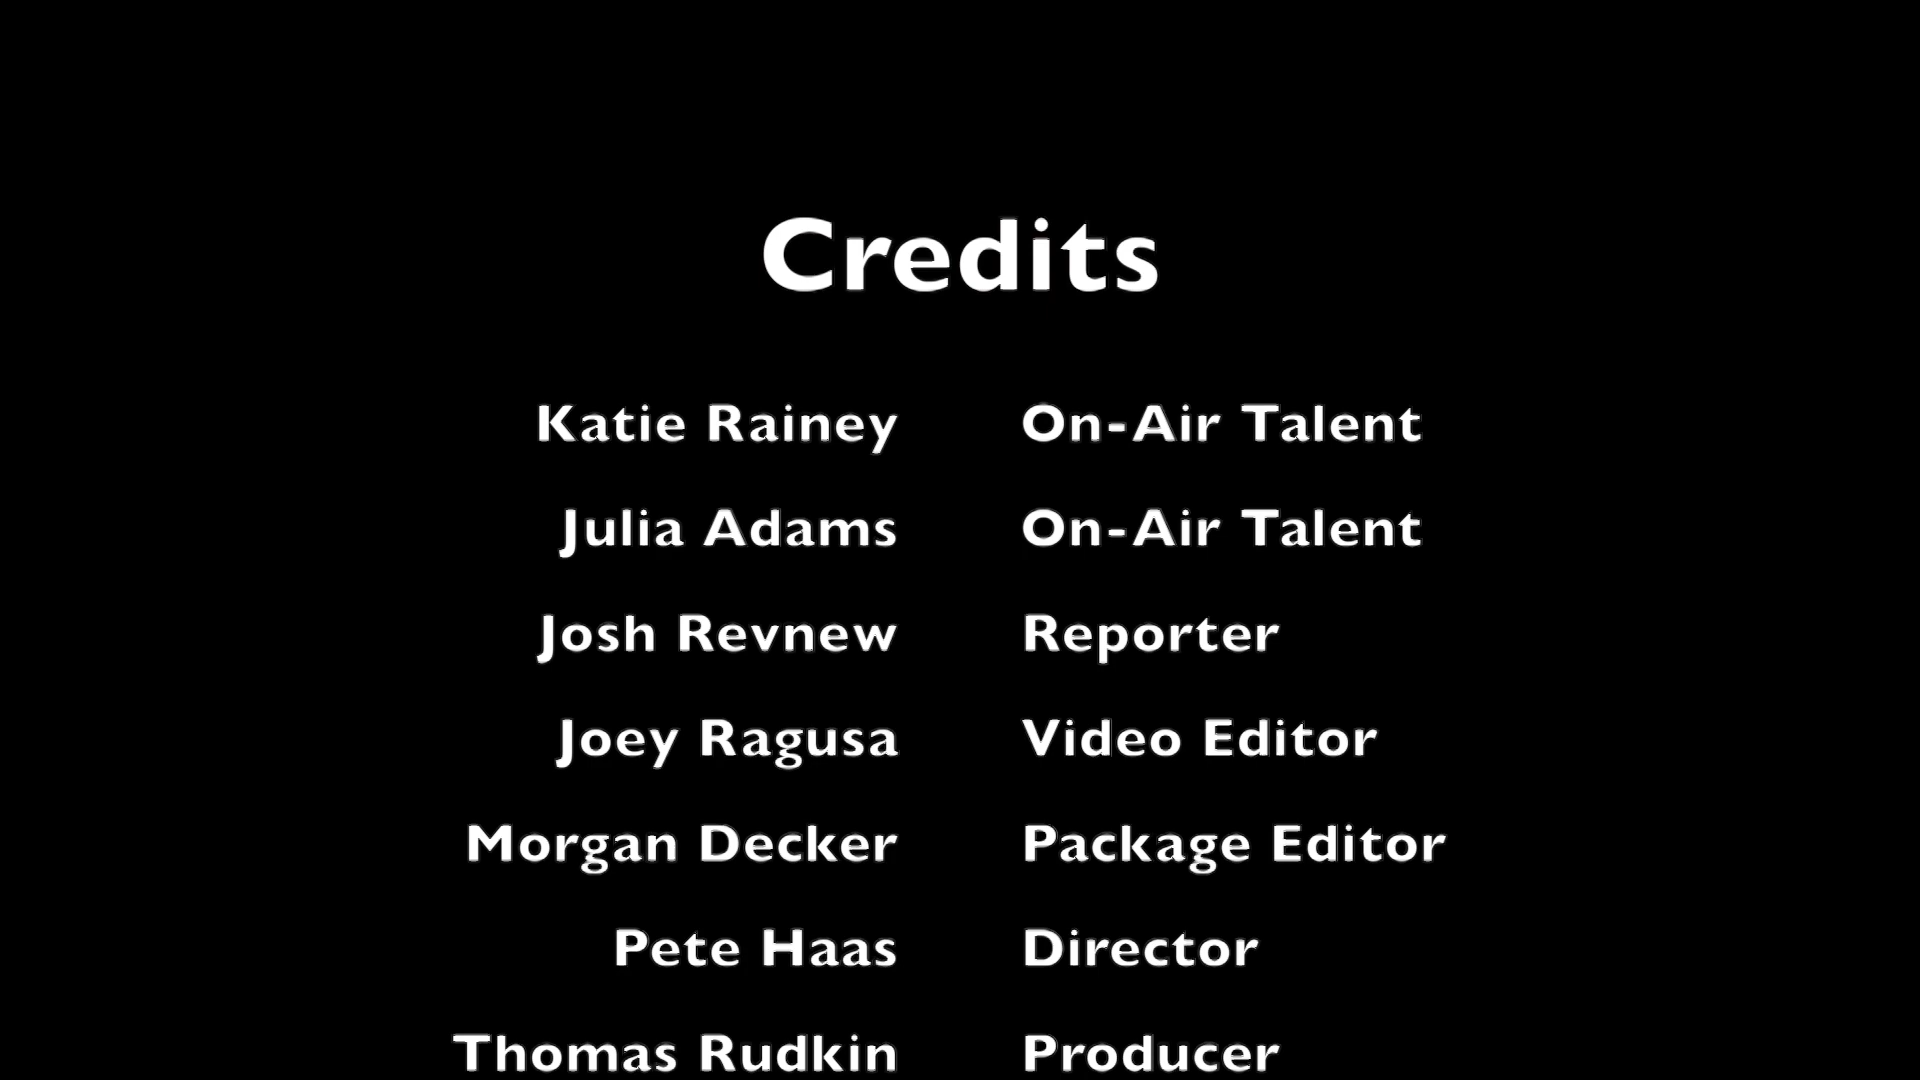 Credits
Katie Rainey On-Air Talent
Julia Adams On-Air Talent
Josh Revnew Reporter
Joey Ragusa Video Editor
Morgan Decker Package Editor
Pete Haas Director
Thomas Rudkin Producer